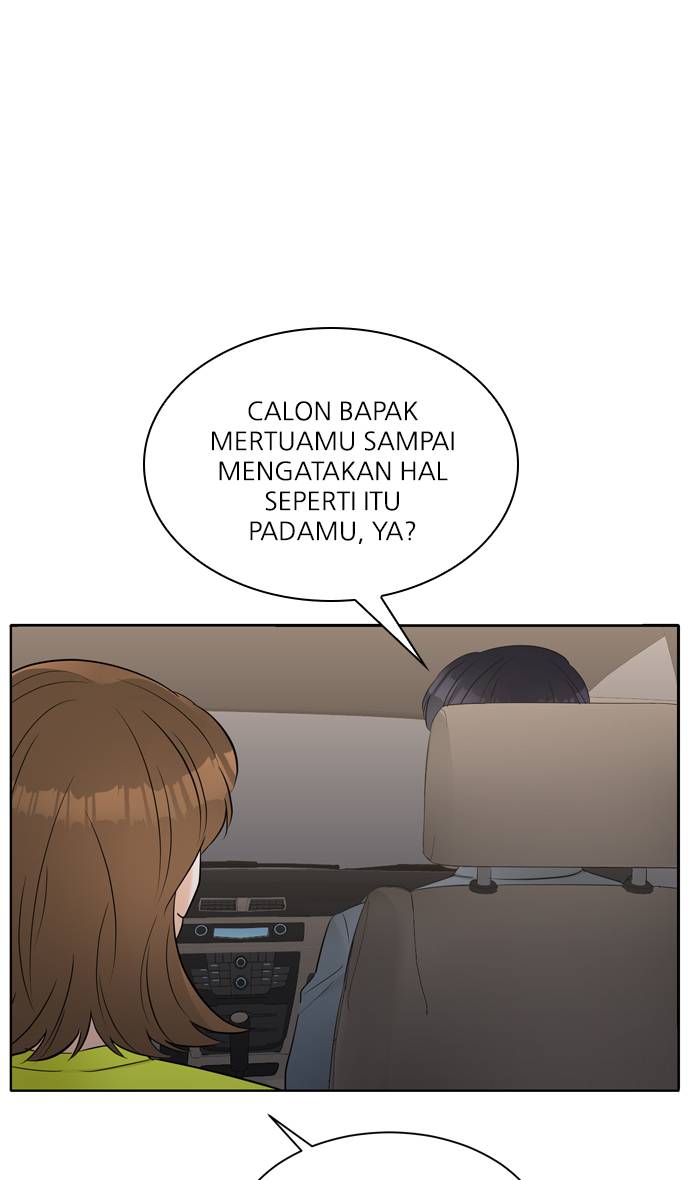 CALON BAPAK
MERTUAMU SAMPAI
MENGATAKAN HAL
SEPERTI ITU
PADAMU, YA?